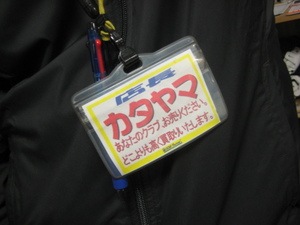 店長
カタヤマ
あなたのクラブ、お売りください。
どこよりも高く買取りいたします。